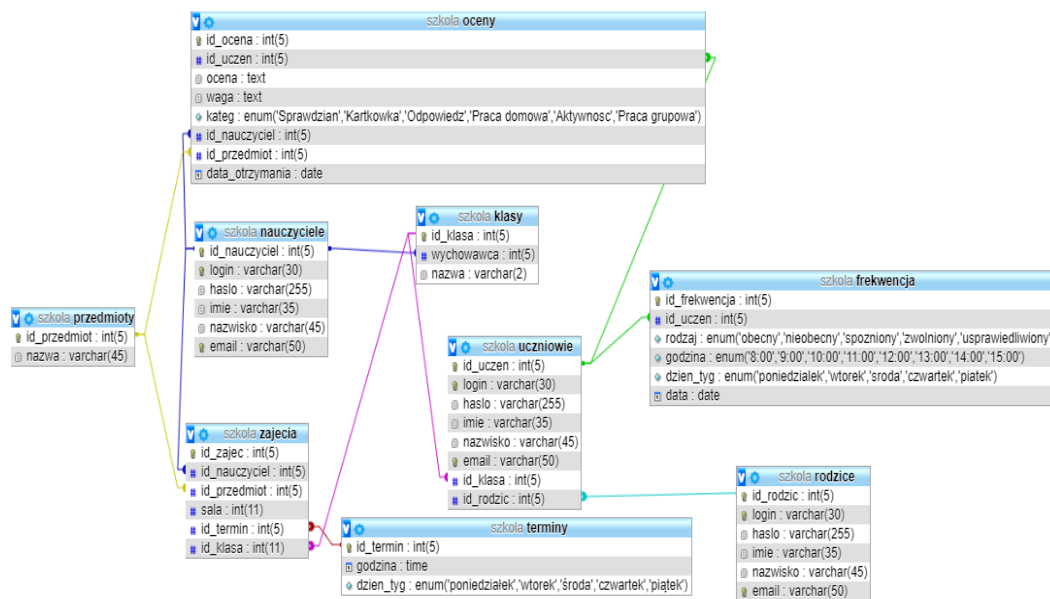 szkola oceny
id_ocena : int(5)
id_uczen : int(5)
ocena : text
waga : text
kateg : enum('Sprawdzian','Kartkowka','Odpowiedz','Praca domowa','Aktywnosc','Praca grupowa')
id_nauczyciel : int(5)
id_przedmiot : int(5)
data_otrzymania : date
szkola nauczyciele
id_nauczyciel : int(5)
login : varchar(30)
haslo : varchar(255)
imie : varchar(35)
nazwisko : varchar(45)
email : varchar(50)
szkola klasy
id_klasa : int(5)
wychowawca : int(5)
nazwa : varchar(2)
szkola frekwencja
id_frekwencja : int(5)
id_uczen : int(5)
rodzaj : enum('obecny','nieobecny','spozniony','zwolniony','usprawiedliwiony'
godzina : enum('8:00','9:00','10:00','11:00','12:00','13:00','14:00','15:00')
dzien_tyg : enum('poniedzialek','wtorek','sroda','czwartek','piatek')
data : date
szkola przedmioty
id_przedmiot : int(5)
nazwa : varchar(45)
szkola uczniowie
id_uczen : int(5)
login : varchar(30)
haslo : varchar(255)
imie : varchar(35)
nazwisko : varchar(45)
email : varchar(50)
id_klasa : int(5)
id_rodzic : int(5)
szkola zajecia
id_zajec : int(5)
id_nauczyciel : int(5)
id_przedmiot : int(5)
sala : int(11)
id_termin : int(5)
id_klasa : int(11)
szkola terminy
id_termin : int(5)
godzina : time
dzien_tyg : enum('poniedziałek','wtorek','środa','czwartek','piątek')
szkola rodzice
id_rodzic : int(5)
login : varchar(30)
haslo : varchar(255)
imie : varchar(35)
nazwisko : varchar(45)
email : varchar(50)